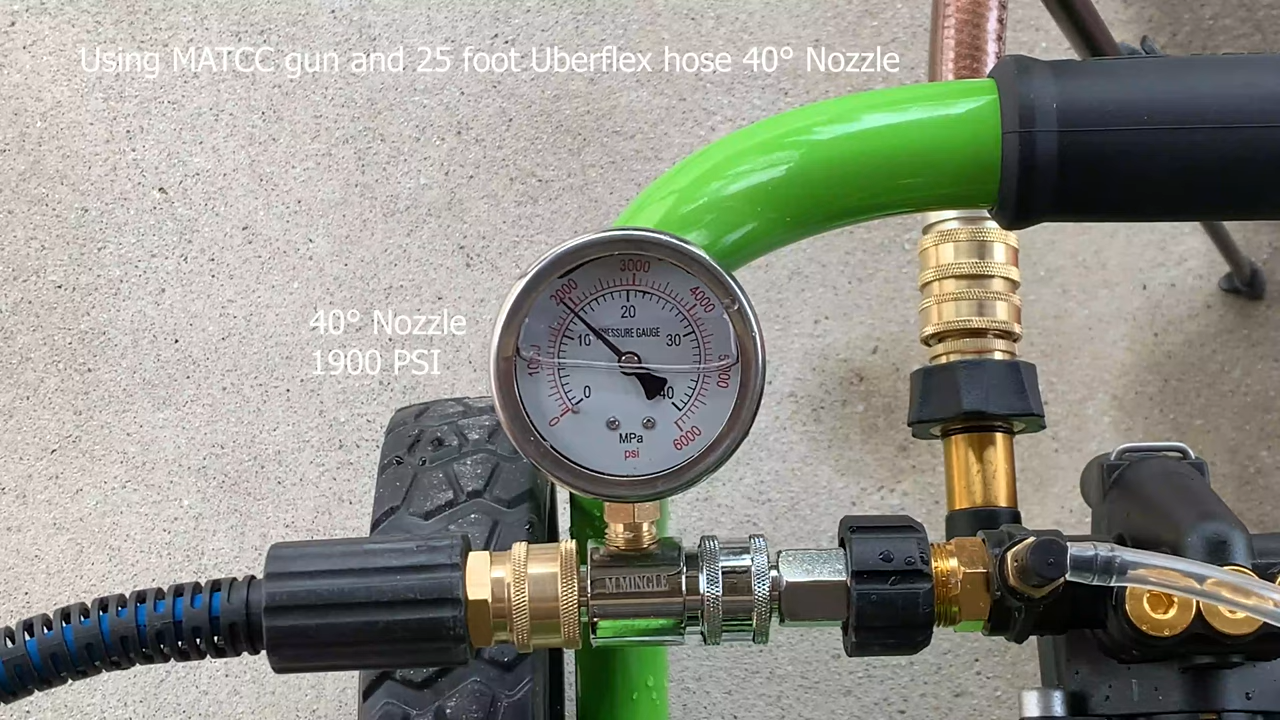 Using MATCC gun and 25 foot Uberflex hose 40° Nozzle
40° Nozzle
1900 PSI
3000
2000
4000
20
PRESSURE GAUGE
10
30
1000
5000
0
40
0
6000
MPa
psi
M.MINGLE